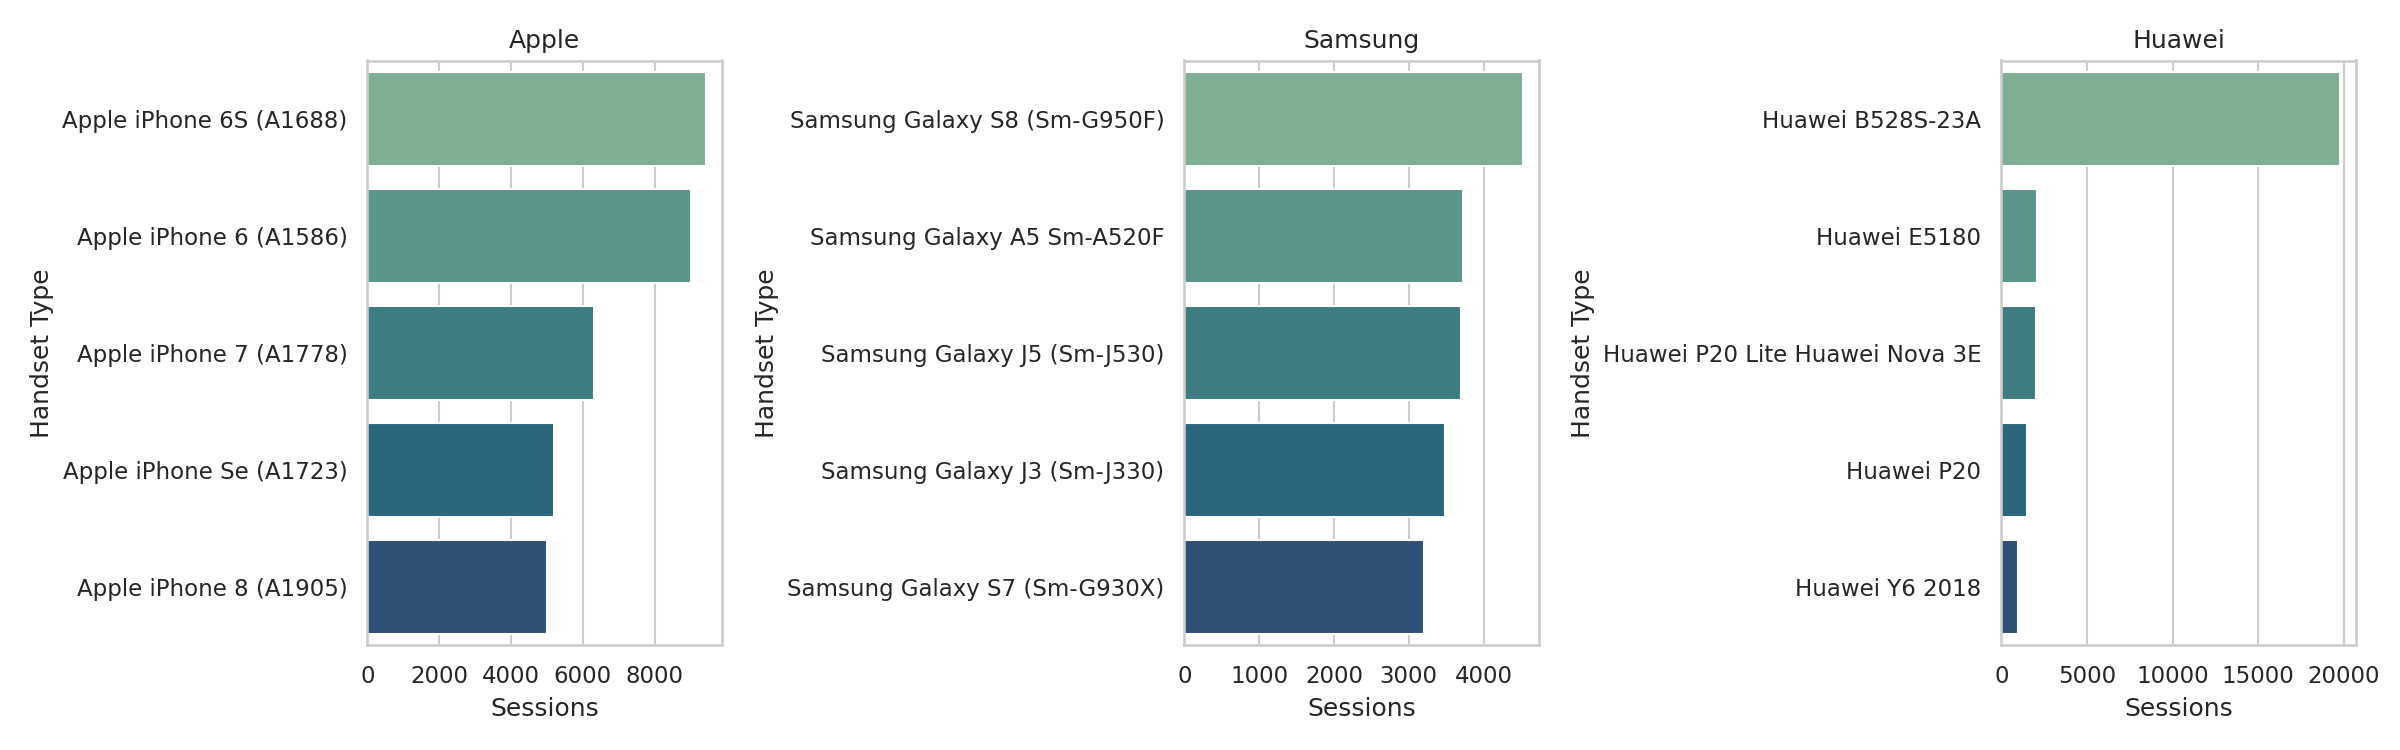 Apple
Handset Type
Apple iPhone 6S (A1688)
Apple iPhone 6 (A1586)
Apple iPhone 7 (A1778)
Apple iPhone Se (A1723)
Apple iPhone 8 (A1905)
0 2000 4000 6000 8000
Sessions
Samsung
Handset Type
Samsung Galaxy S8 (Sm-G950F)
Samsung Galaxy A5 Sm-A520F
Samsung Galaxy J5 (Sm-J530)
Samsung Galaxy J3 (Sm-J330)
Samsung Galaxy S7 (Sm-G930X)
0 1000 2000 3000 4000
Sessions
Huawei
Handset Type
Huawei B528S-23A
Huawei E5180
Huawei P20 Lite Huawei Nova 3E
Huawei P20
Huawei Y6 2018
0 5000 10000 15000 20000
Sessions